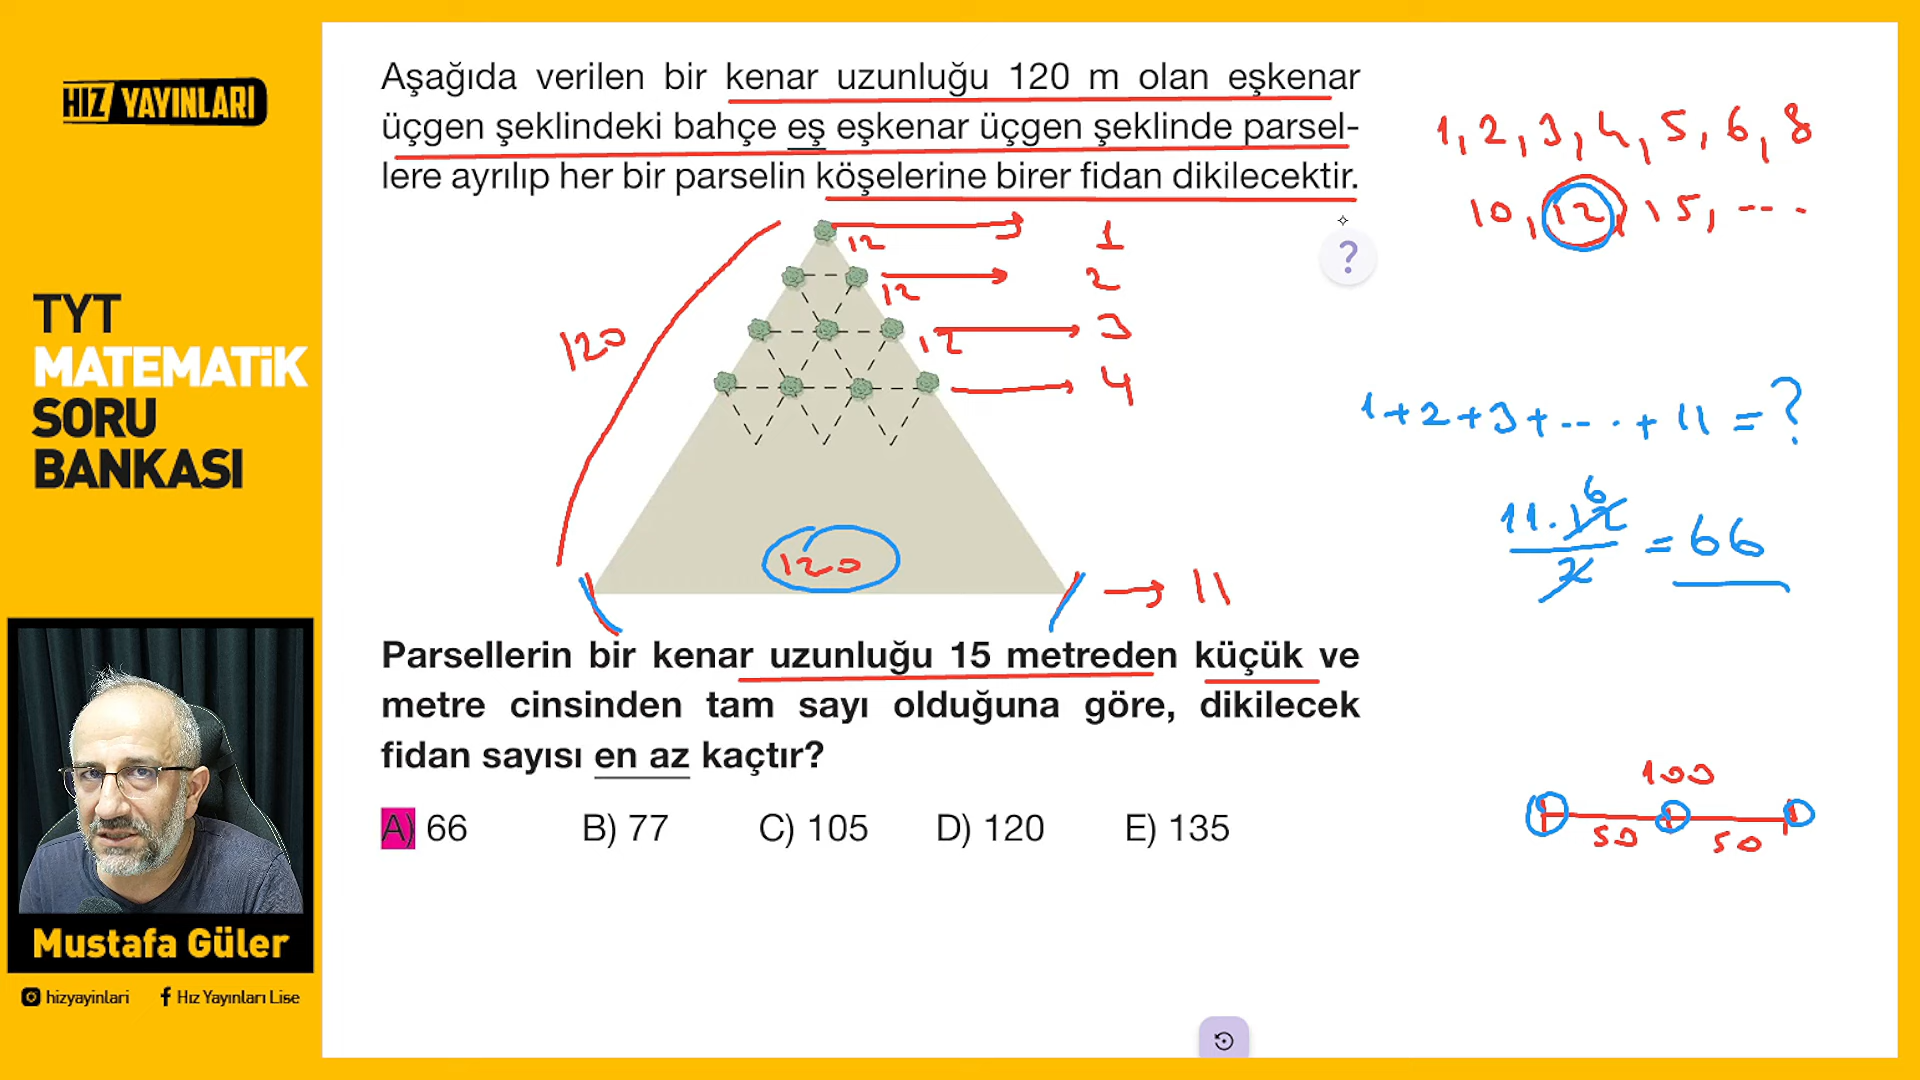 HIZ YAYINLARI
TYT
MATEMATİK
SORU
BANKASI
Mustafa Güler
hizyayinlari
Hız Yayınları Lise
Aşağıda verilen bir kenar uzunluğu 120 m olan eşkenar
üçgen şeklindeki bahçe eş eşkenar üçgen şeklinde parsel-
lere ayrılıp her bir parselin köşelerine birer fidan dikilecektir.
12
1
12
2
12
3
4
120
120
11
?
Parsellerin bir kenar uzunluğu 15 metreden küçük ve
metre cinsinden tam sayı olduğuna göre, dikilecek
fidan sayısı en az kaçtır?
A) 66 B) 77 C) 105 D) 120 E) 135
1, 2, 3, 4, 5, 6, 8
10, 12, 15, ....
1+2+3+....+11=?
6
11.12
2
=66
100
50 50